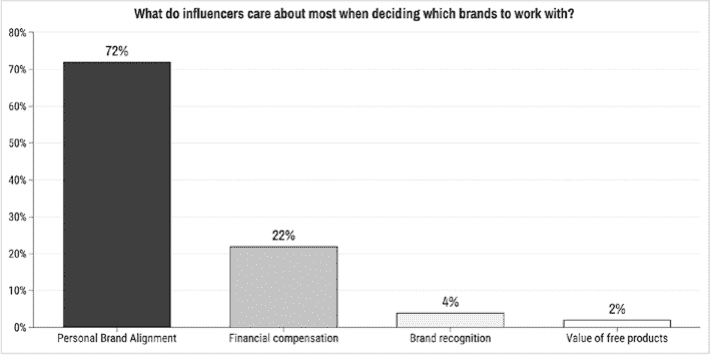 What do influencers care about most when deciding which brands to work with?
80%
70%
60%
50%
40%
30%
20%
10%
0%
72%
22%
4%
2%
Personal Brand Alignment
Financial compensation
Brand recognition
Value of free products